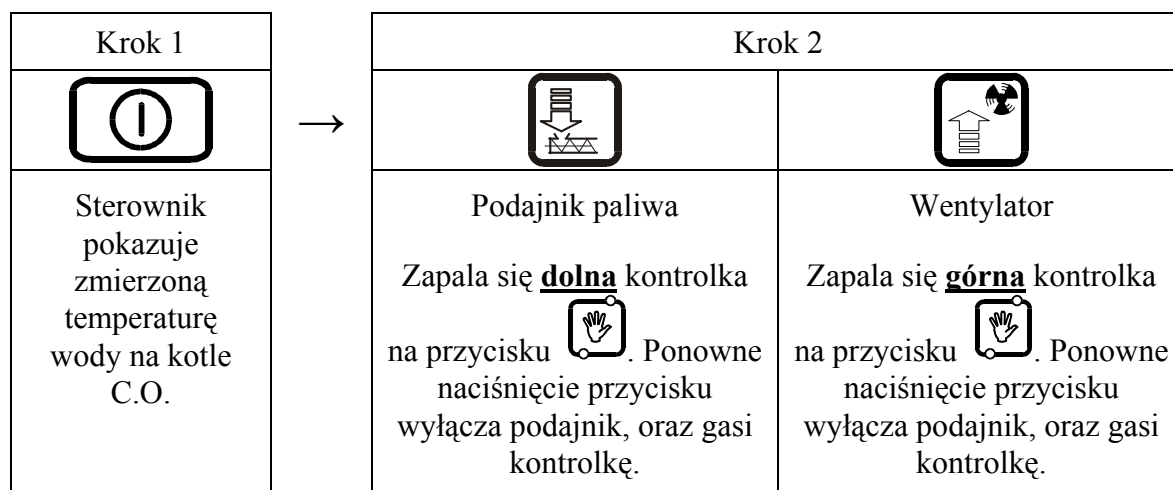 Krok 1
→
Krok 2
Sterownik
pokazuje
zmierzoną
temperaturę
wody na kotle
C.O.
Podajnik paliwa
Zapala się dolna kontrolka
na przycisku . Ponowne
naciśnięcie przycisku
wyłącza podajnik, oraz gasi
kontrolkę.
Wentylator
Zapala się górna kontrolka
na przycisku . Ponowne
naciśnięcie przycisku
wyłącza podajnik, oraz gasi
kontrolkę.